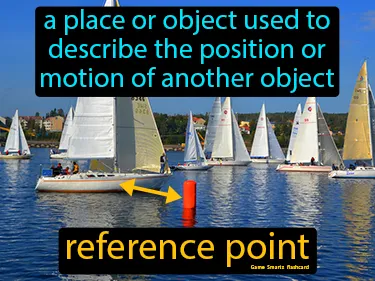 a place or object used to
describe the position or
motion of another object
reference point
Game Smartz flashcard